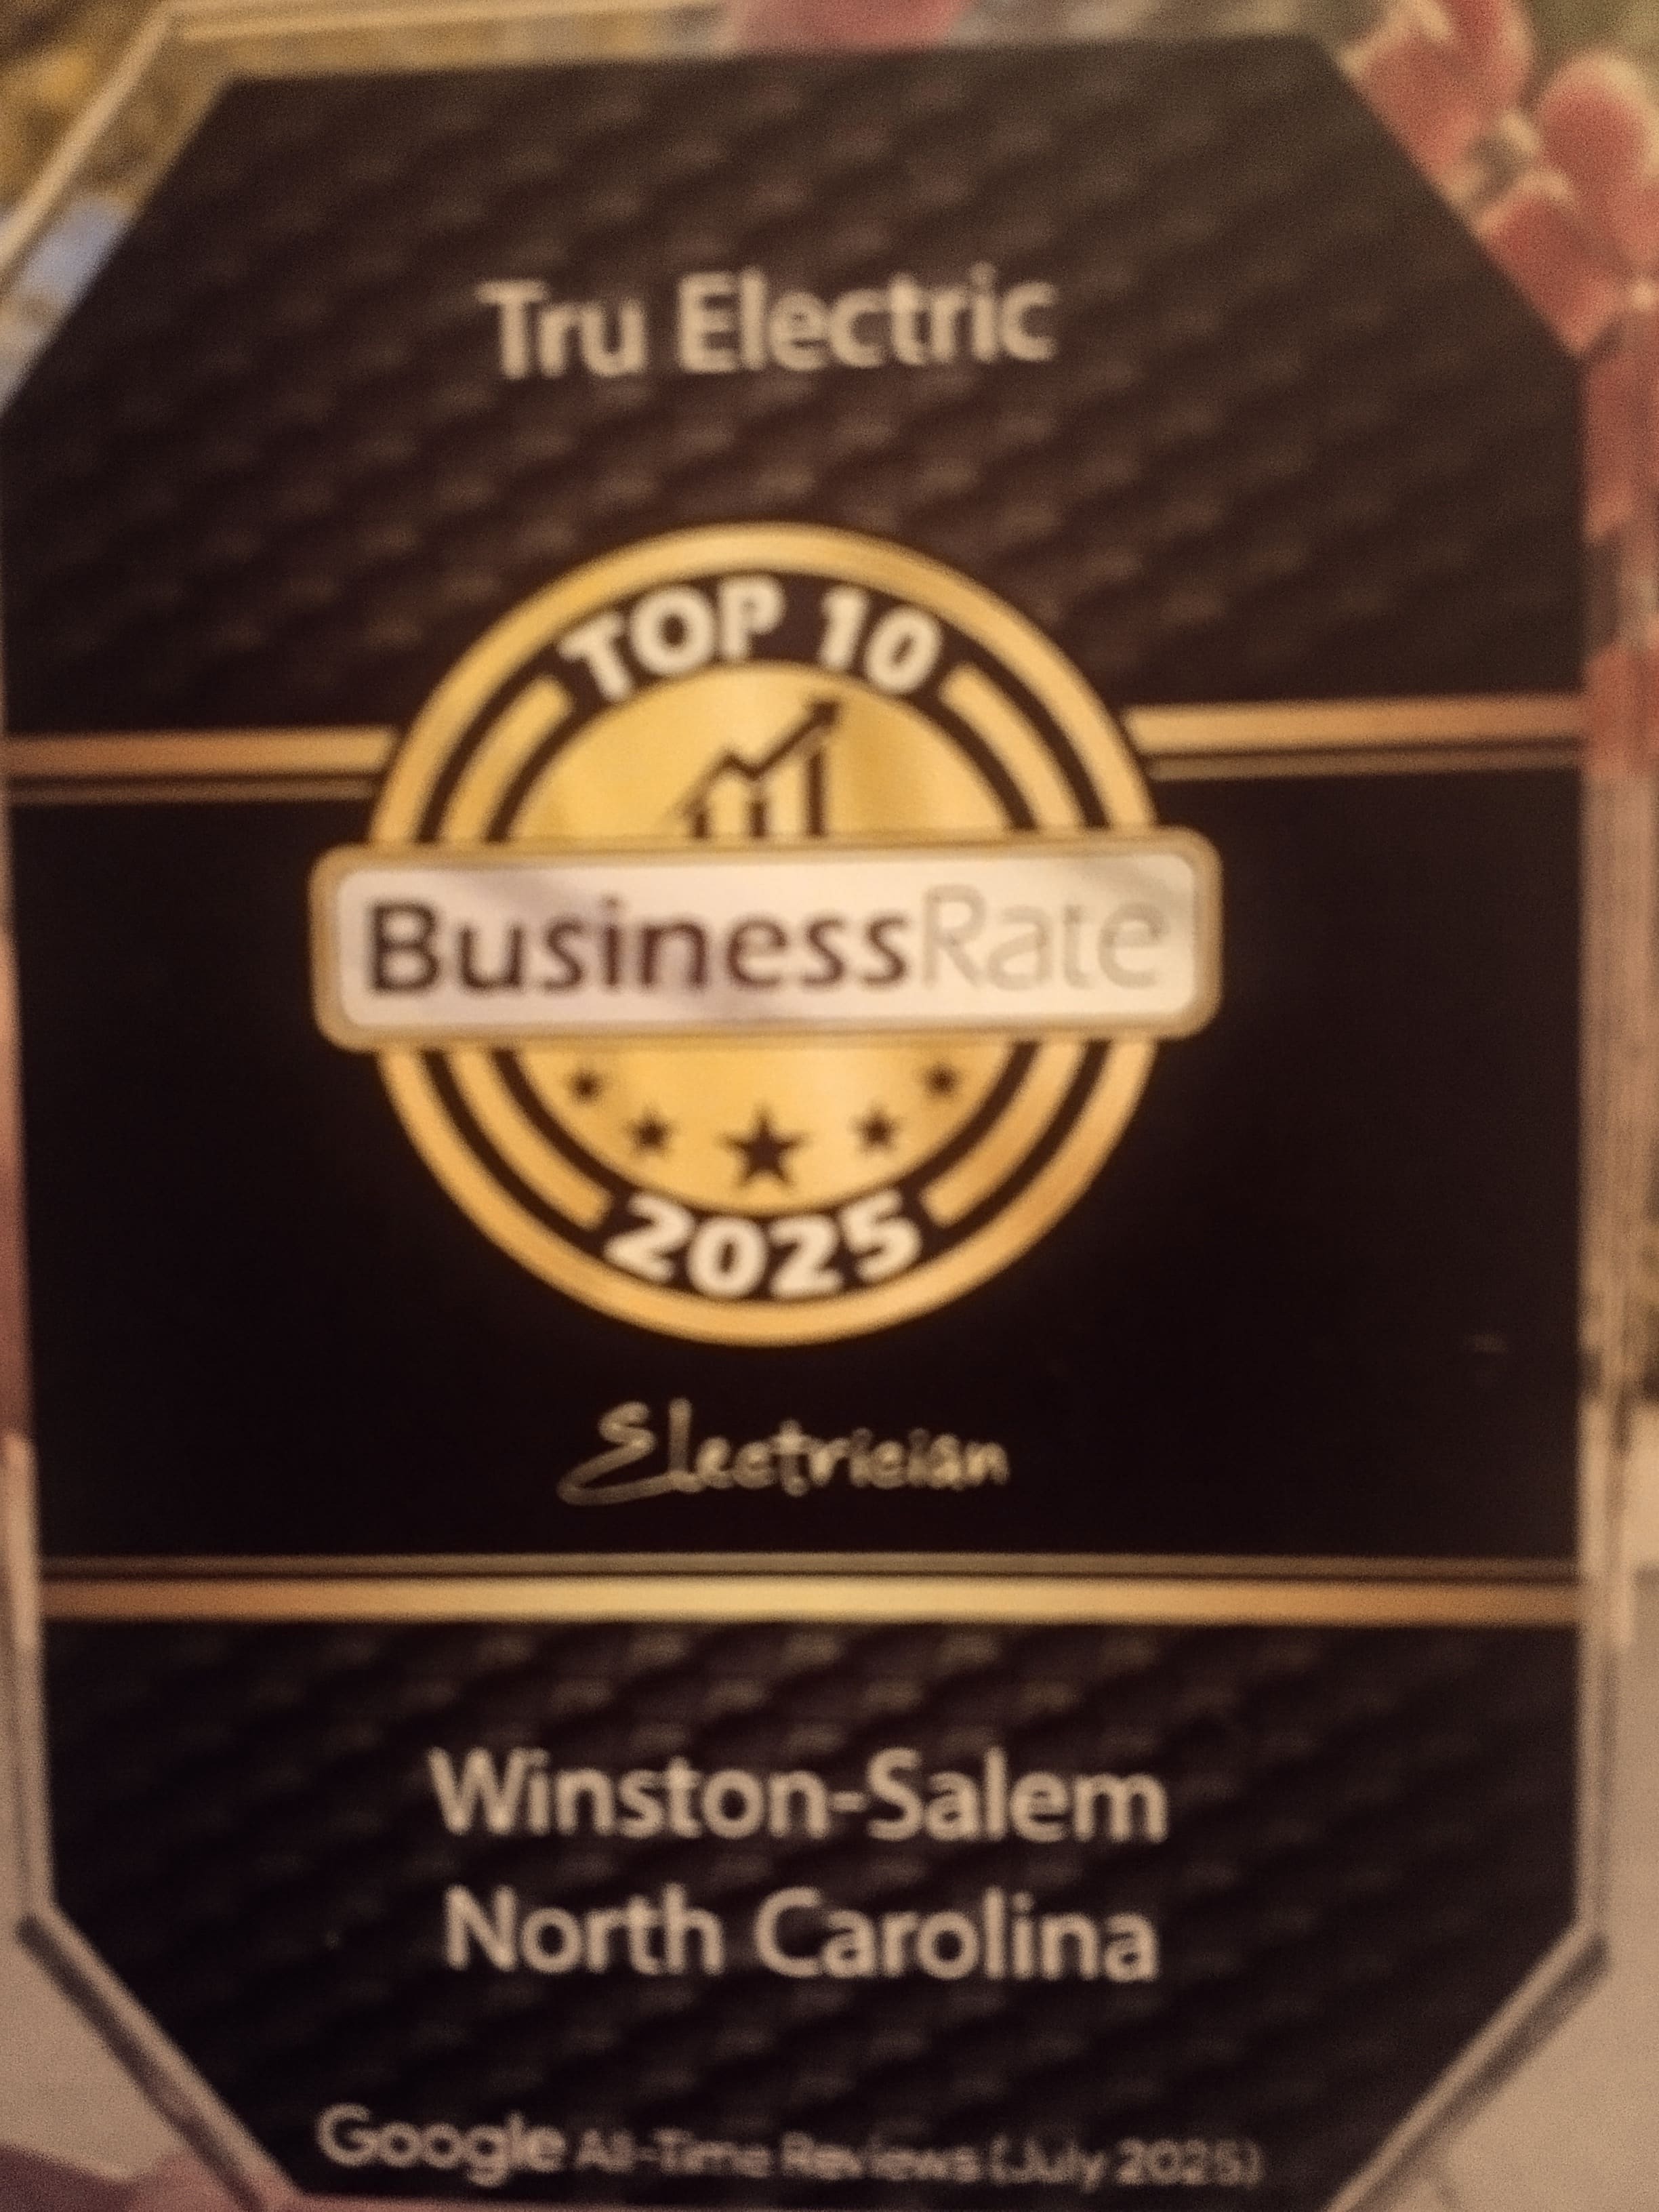 Tru Electric
TOP 10
BusinessRate
2025
Electrician
Winston-Salem
North Carolina
Google All-Time Reviews (July 2025)